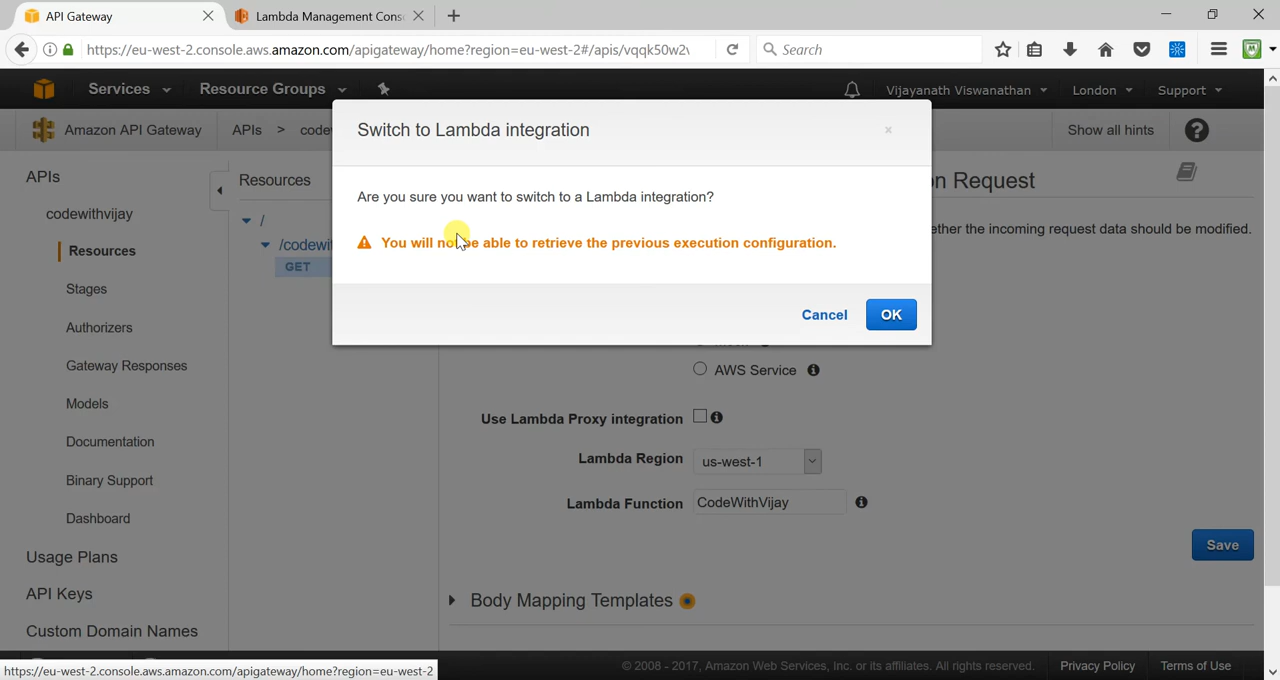 API Gateway
Lambda Management Cons
https://eu-west-2.console.aws.amazon.com/apigateway/home?region=eu-west-2#/apis/vqqk50w2v
Search
Services
Resource Groups
Vijayanath Viswanathan
London
Support
Amazon API Gateway
APIs > code
Show all hints
Switch to Lambda integration
Are you sure you want to switch to a Lambda integration?
You will not be able to retrieve the previous execution configuration.
Cancel
OK
APIs
codewithvijay
Resources
Stages
Authorizers
Gateway Responses
Models
Documentation
Binary Support
Dashboard
Usage Plans
API Keys
Custom Domain Names
Resources
/
/codewi
GET
n Request
ether the incoming request data should be modified.
AWS Service
Use Lambda Proxy integration
Lambda Region us-west-1
Lambda Function CodeWithVijay
Save
Body Mapping Templates
© 2008 - 2017, Amazon Web Services, Inc. or its affiliates. All rights reserved.
Privacy Policy
Terms of Use
https://eu-west-2.console.aws.amazon.com/apigateway/home?region=eu-west-2